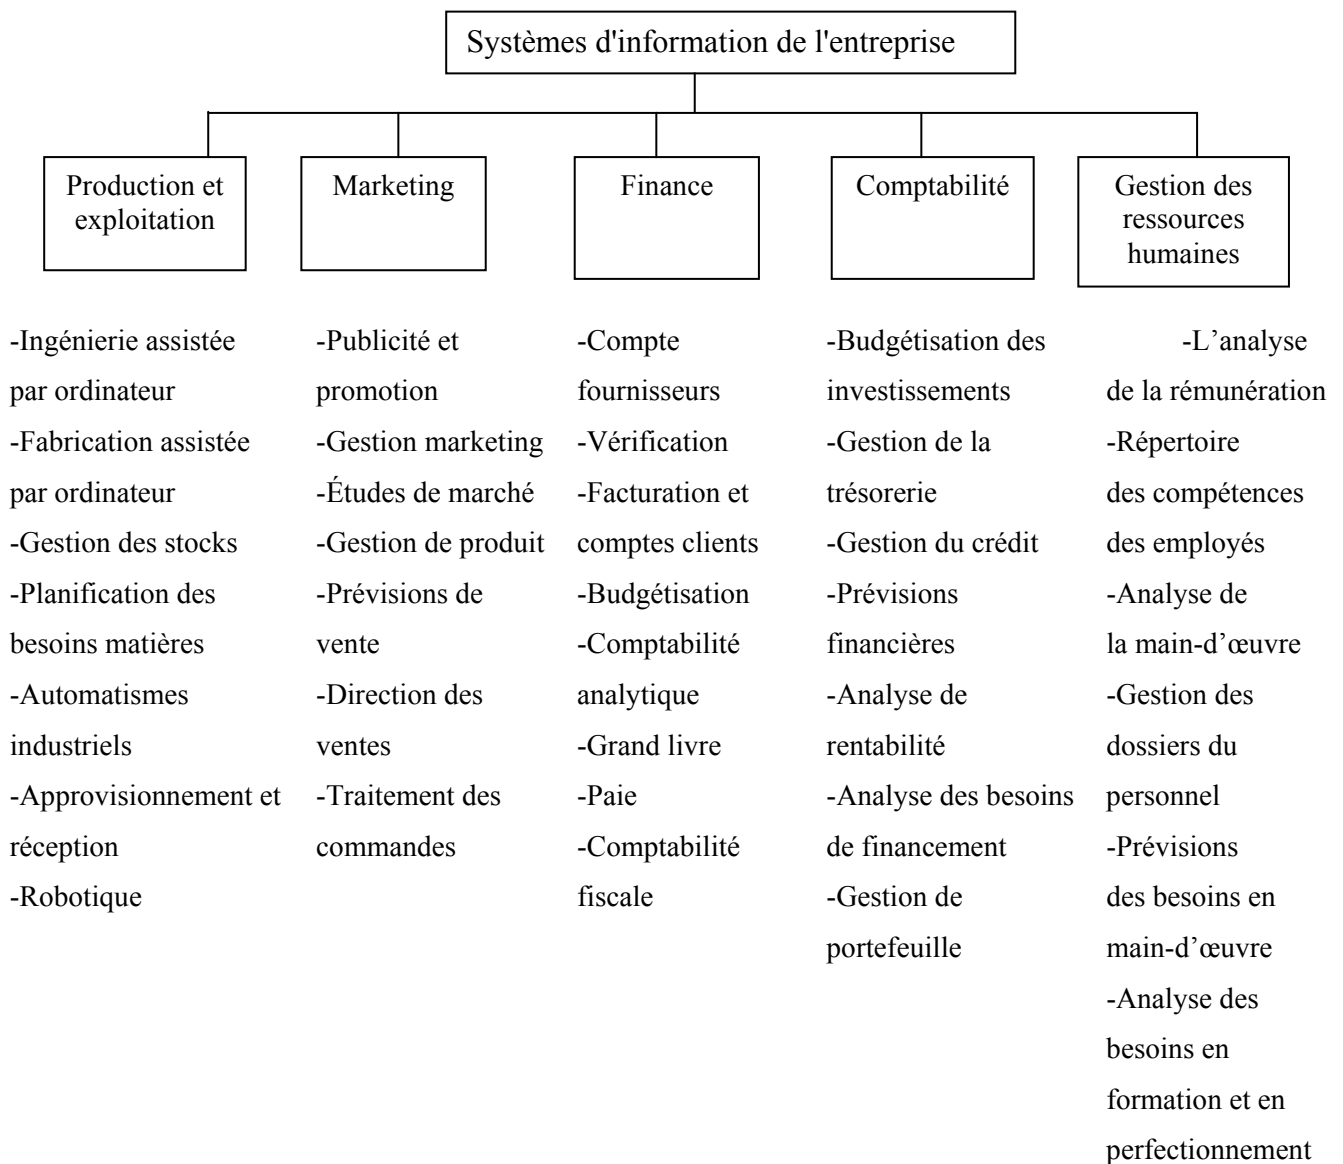 Systèmes d'information de l'entreprise
Production et
exploitation
Marketing
Finance
Comptabilité
Gestion des
ressources
humaines
-Ingénierie assistée
par ordinateur
-Fabrication assistée
par ordinateur
-Gestion des stocks
-Planification des
besoins matières
-Automatismes
industriels
-Approvisionnement et
réception
-Robotique
-Publicité et
promotion
-Gestion marketing
-Études de marché
-Gestion de produit
-Prévisions de
vente
-Direction des
ventes
-Traitement des
commandes
-Compte
fournisseurs
-Vérification
-Facturation et
comptes clients
-Budgétisation
-Comptabilité
analytique
-Grand livre
-Paie
-Comptabilité
fiscale
-Budgétisation des
investissements
-Gestion de la
trésorerie
-Gestion du crédit
-Prévisions
financières
-Analyse de
rentabilité
-Analyse des besoins
de financement
-Gestion de
portefeuille
-L’analyse
de la rémunération
-Répertoire
des compétences
des employés
-Analyse de
la main-d’œuvre
-Gestion des
dossiers du
personnel
-Prévisions
des besoins en
main-d’œuvre
-Analyse des
besoins en
formation et en
perfectionnement